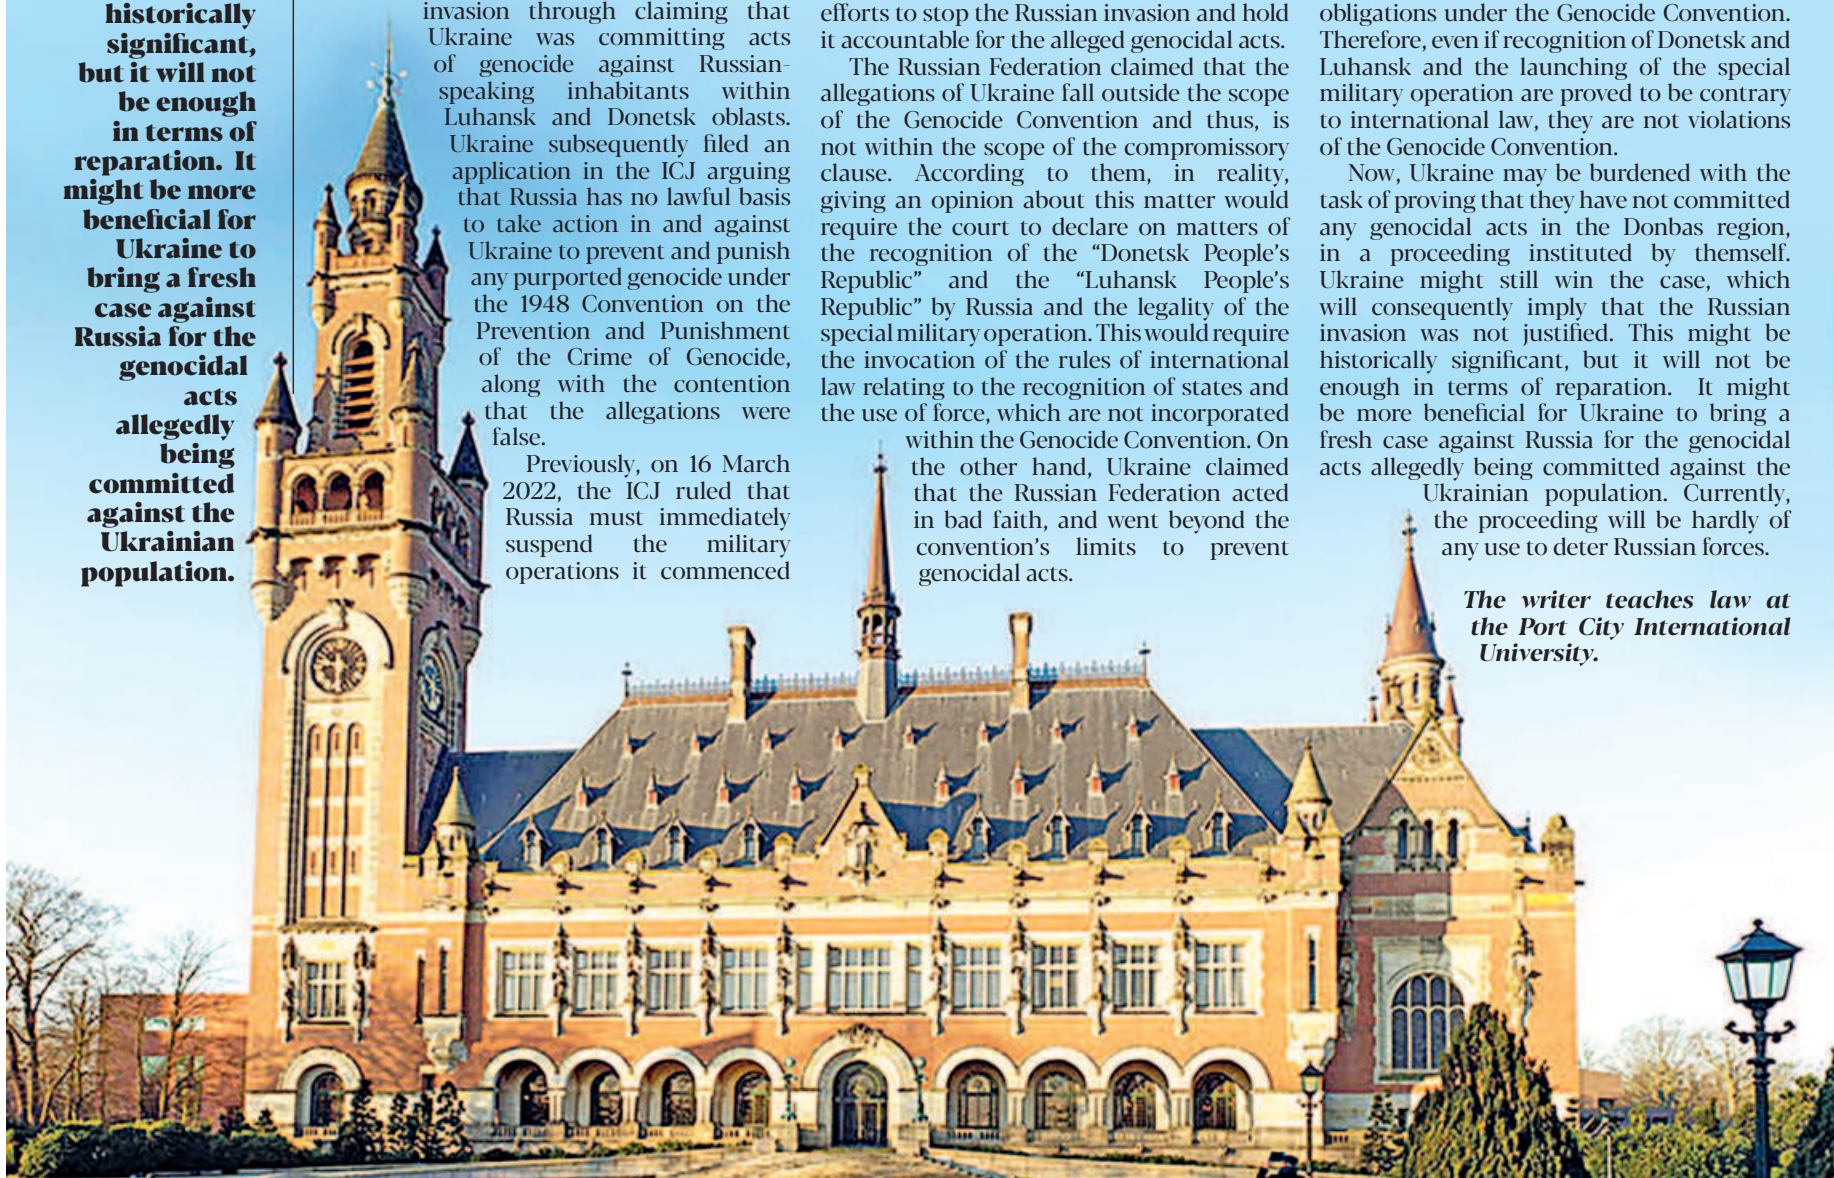 historically
significant,
but it will not
be enough
in terms of
reparation. It
might be more
beneficial for
Ukraine to
bring a fresh
case against
Russia for the
genocidal
acts
allegedly
being
committed
against the
Ukrainian
population.
invasion through claiming that
Ukraine was committing acts
of genocide against Russian-
speaking inhabitants within
Luhansk and Donetsk oblasts.
Ukraine subsequently filed an
application in the ICJ arguing
that Russia has no lawful basis
to take action in and against
Ukraine to prevent and punish
any purported genocide under
the 1948 Convention on the
Prevention and Punishment
of the Crime of Genocide,
along with the contention
that the allegations were
false.
Previously, on 16 March
2022, the ICJ ruled that
Russia must immediately
suspend the military
operations it commenced
efforts to stop the Russian invasion and hold
it accountable for the alleged genocidal acts.
The Russian Federation claimed that the
allegations of Ukraine fall outside the scope
of the Genocide Convention and thus, is
not within the scope of the compromissory
clause. According to them, in reality,
giving an opinion about this matter would
require the court to declare on matters of
the recognition of the “Donetsk People’s
Republic” and the “Luhansk People’s
Republic” by Russia and the legality of the
special military operation. This would require
the invocation of the rules of international
law relating to the recognition of states and
the use of force, which are not incorporated
within the Genocide Convention. On
the other hand, Ukraine claimed
that the Russian Federation acted
in bad faith, and went beyond the
convention’s limits to prevent
genocidal acts.
obligations under the Genocide Convention.
Therefore, even if recognition of Donetsk and
Luhansk and the launching of the special
military operation are proved to be contrary
to international law, they are not violations
of the Genocide Convention.
Now, Ukraine may be burdened with the
task of proving that they have not committed
any genocidal acts in the Donbas region,
in a proceeding instituted by themself.
Ukraine might still win the case, which
will consequently imply that the Russian
invasion was not justified. This might be
historically significant, but it will not be
enough in terms of reparation. It might
be more beneficial for Ukraine to bring a
fresh case against Russia for the genocidal
acts allegedly being committed against the
Ukrainian population. Currently,
the proceeding will be hardly of
any use to deter Russian forces.
The writer teaches law at
the Port City International
University.